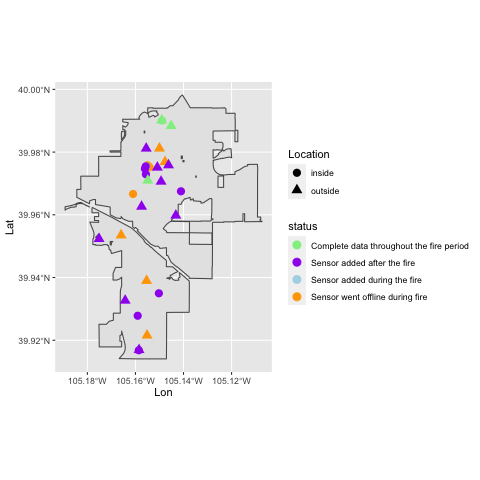 40.00°N
39.98°N
39.96°N
39.94°N
39.92°N
Lat
105.18°W 105.16°W 105.14°W 105.12°W
Lon
Location
inside
outside
status
Complete data throughout the fire period
Sensor added after the fire
Sensor added during the fire
Sensor went offline during fire